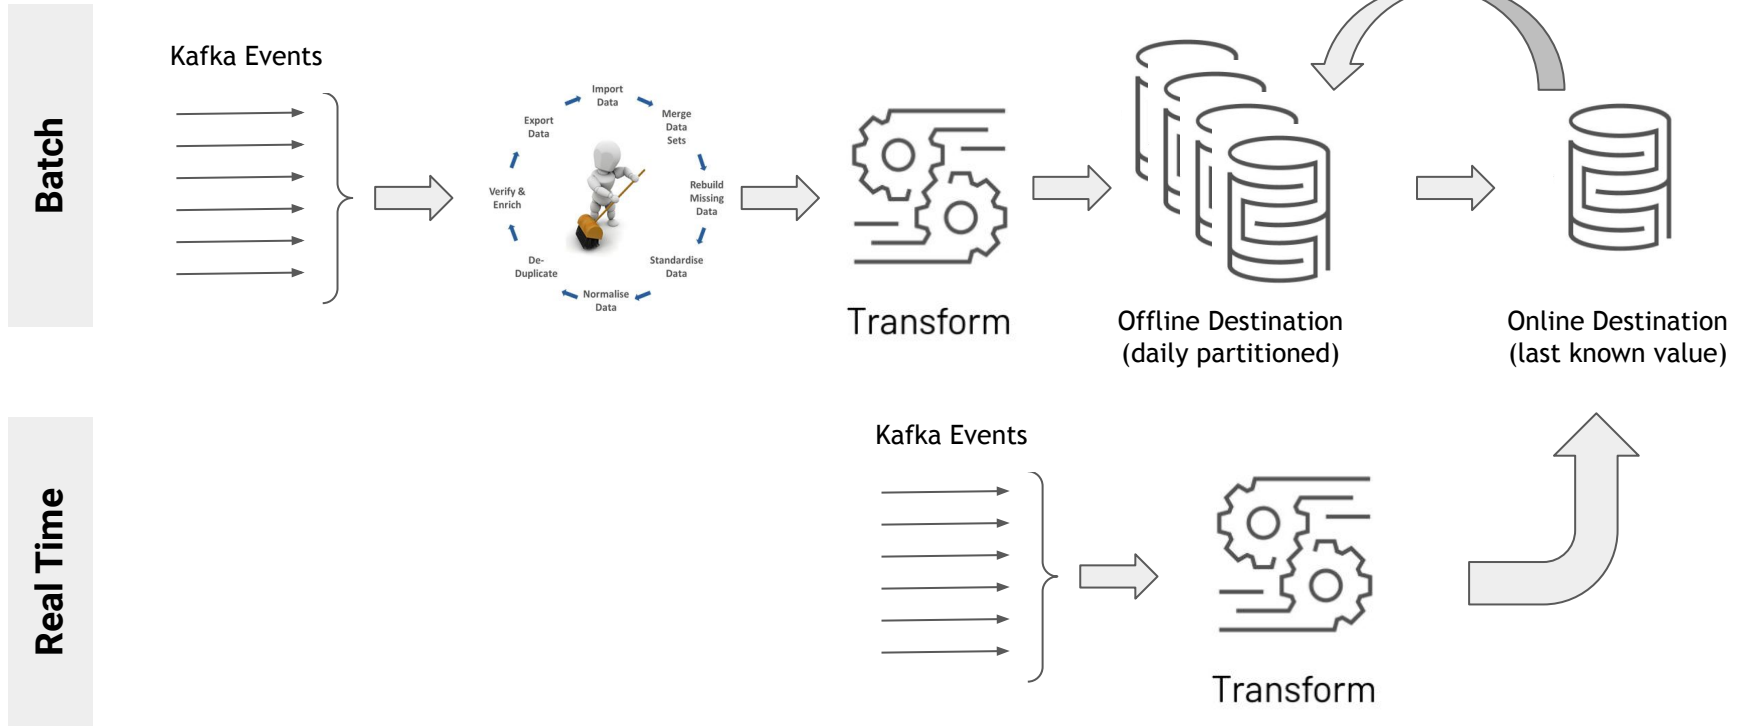 Batch
Kafka Events
Import
Data
Merge
Data
Sets
Rebuild
Missing
Data
Standardise
Data
Normalise
Data
De-
Duplicate
Verify &
Enrich
Export
Data
Transform
Offline Destination
(daily partitioned)
Online Destination
(last known value)
Real Time
Kafka Events
Transform